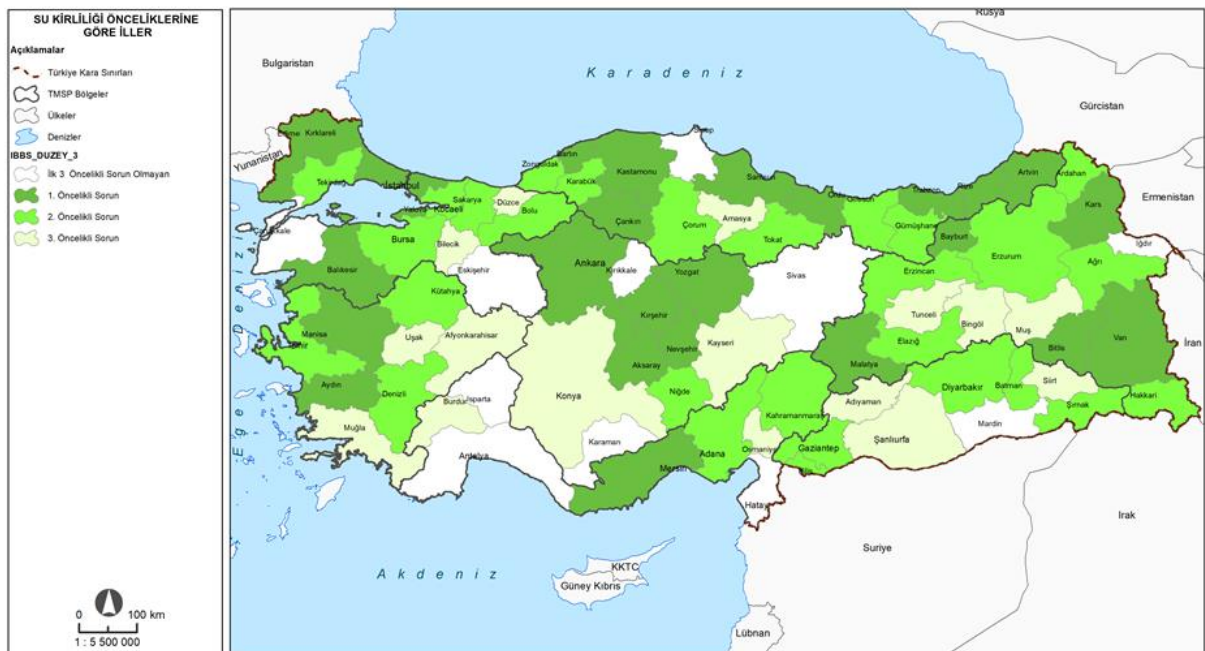 SU KİRLİLİĞİ ÖNCELİKLERİNE
GÖRE İLLER
Açıklamalar
Türkiye Kara Sınırları
TMSP Bölgeler
Ülkeler
Denizler
IBBS_DUZEY_3
İlk 3 Öncelikli Sorun Olmayan
1. Öncelikli Sorun
2. Öncelikli Sorun
3. Öncelikli Sorun
0 100 km
1 : 5 500 000
Rusya
Bulgaristan
Karadeniz
Gürcistan
Yunanistan
Ermenistan
İran
Irak
Suriye
Lübnan
KKTC
Güney Kıbrıs
Akdeniz
Ege Denizi
Edirne
Kırklareli
Tekirdağ
İstanbul
Çanakkale
Yalova
Kocaeli
Sakarya
Düzce
Bolu
Zonguldak
Bartın
Karabük
Kastamonu
Sinop
Samsun
Ordu
Giresun
Trabzon
Rize
Artvin
Ardahan
Kars
Iğdır
Ağrı
Erzurum
Bayburt
Gümüşhane
Erzincan
Tokat
Amasya
Çorum
Çankırı
Ankara
Kırıkkale
Yozgat
Sivas
Bursa
Bilecik
Eskişehir
Balıkesir
Kütahya
Manisa
İzmir
Uşak
Afyonkarahisar
Aydın
Denizli
Muğla
Burdur
Isparta
Antalya
Konya
Karaman
Kırşehir
Nevşehir
Aksaray
Niğde
Kayseri
Mersin
Adana
Osmaniye
Hatay
Kahramanmaraş
Gaziantep
Kilis
Adıyaman
Şanlıurfa
Malatya
Elazığ
Tunceli
Bingöl
Muş
Bitlis
Van
Diyarbakır
Batman
Siirt
Mardin
Şırnak
Hakkari